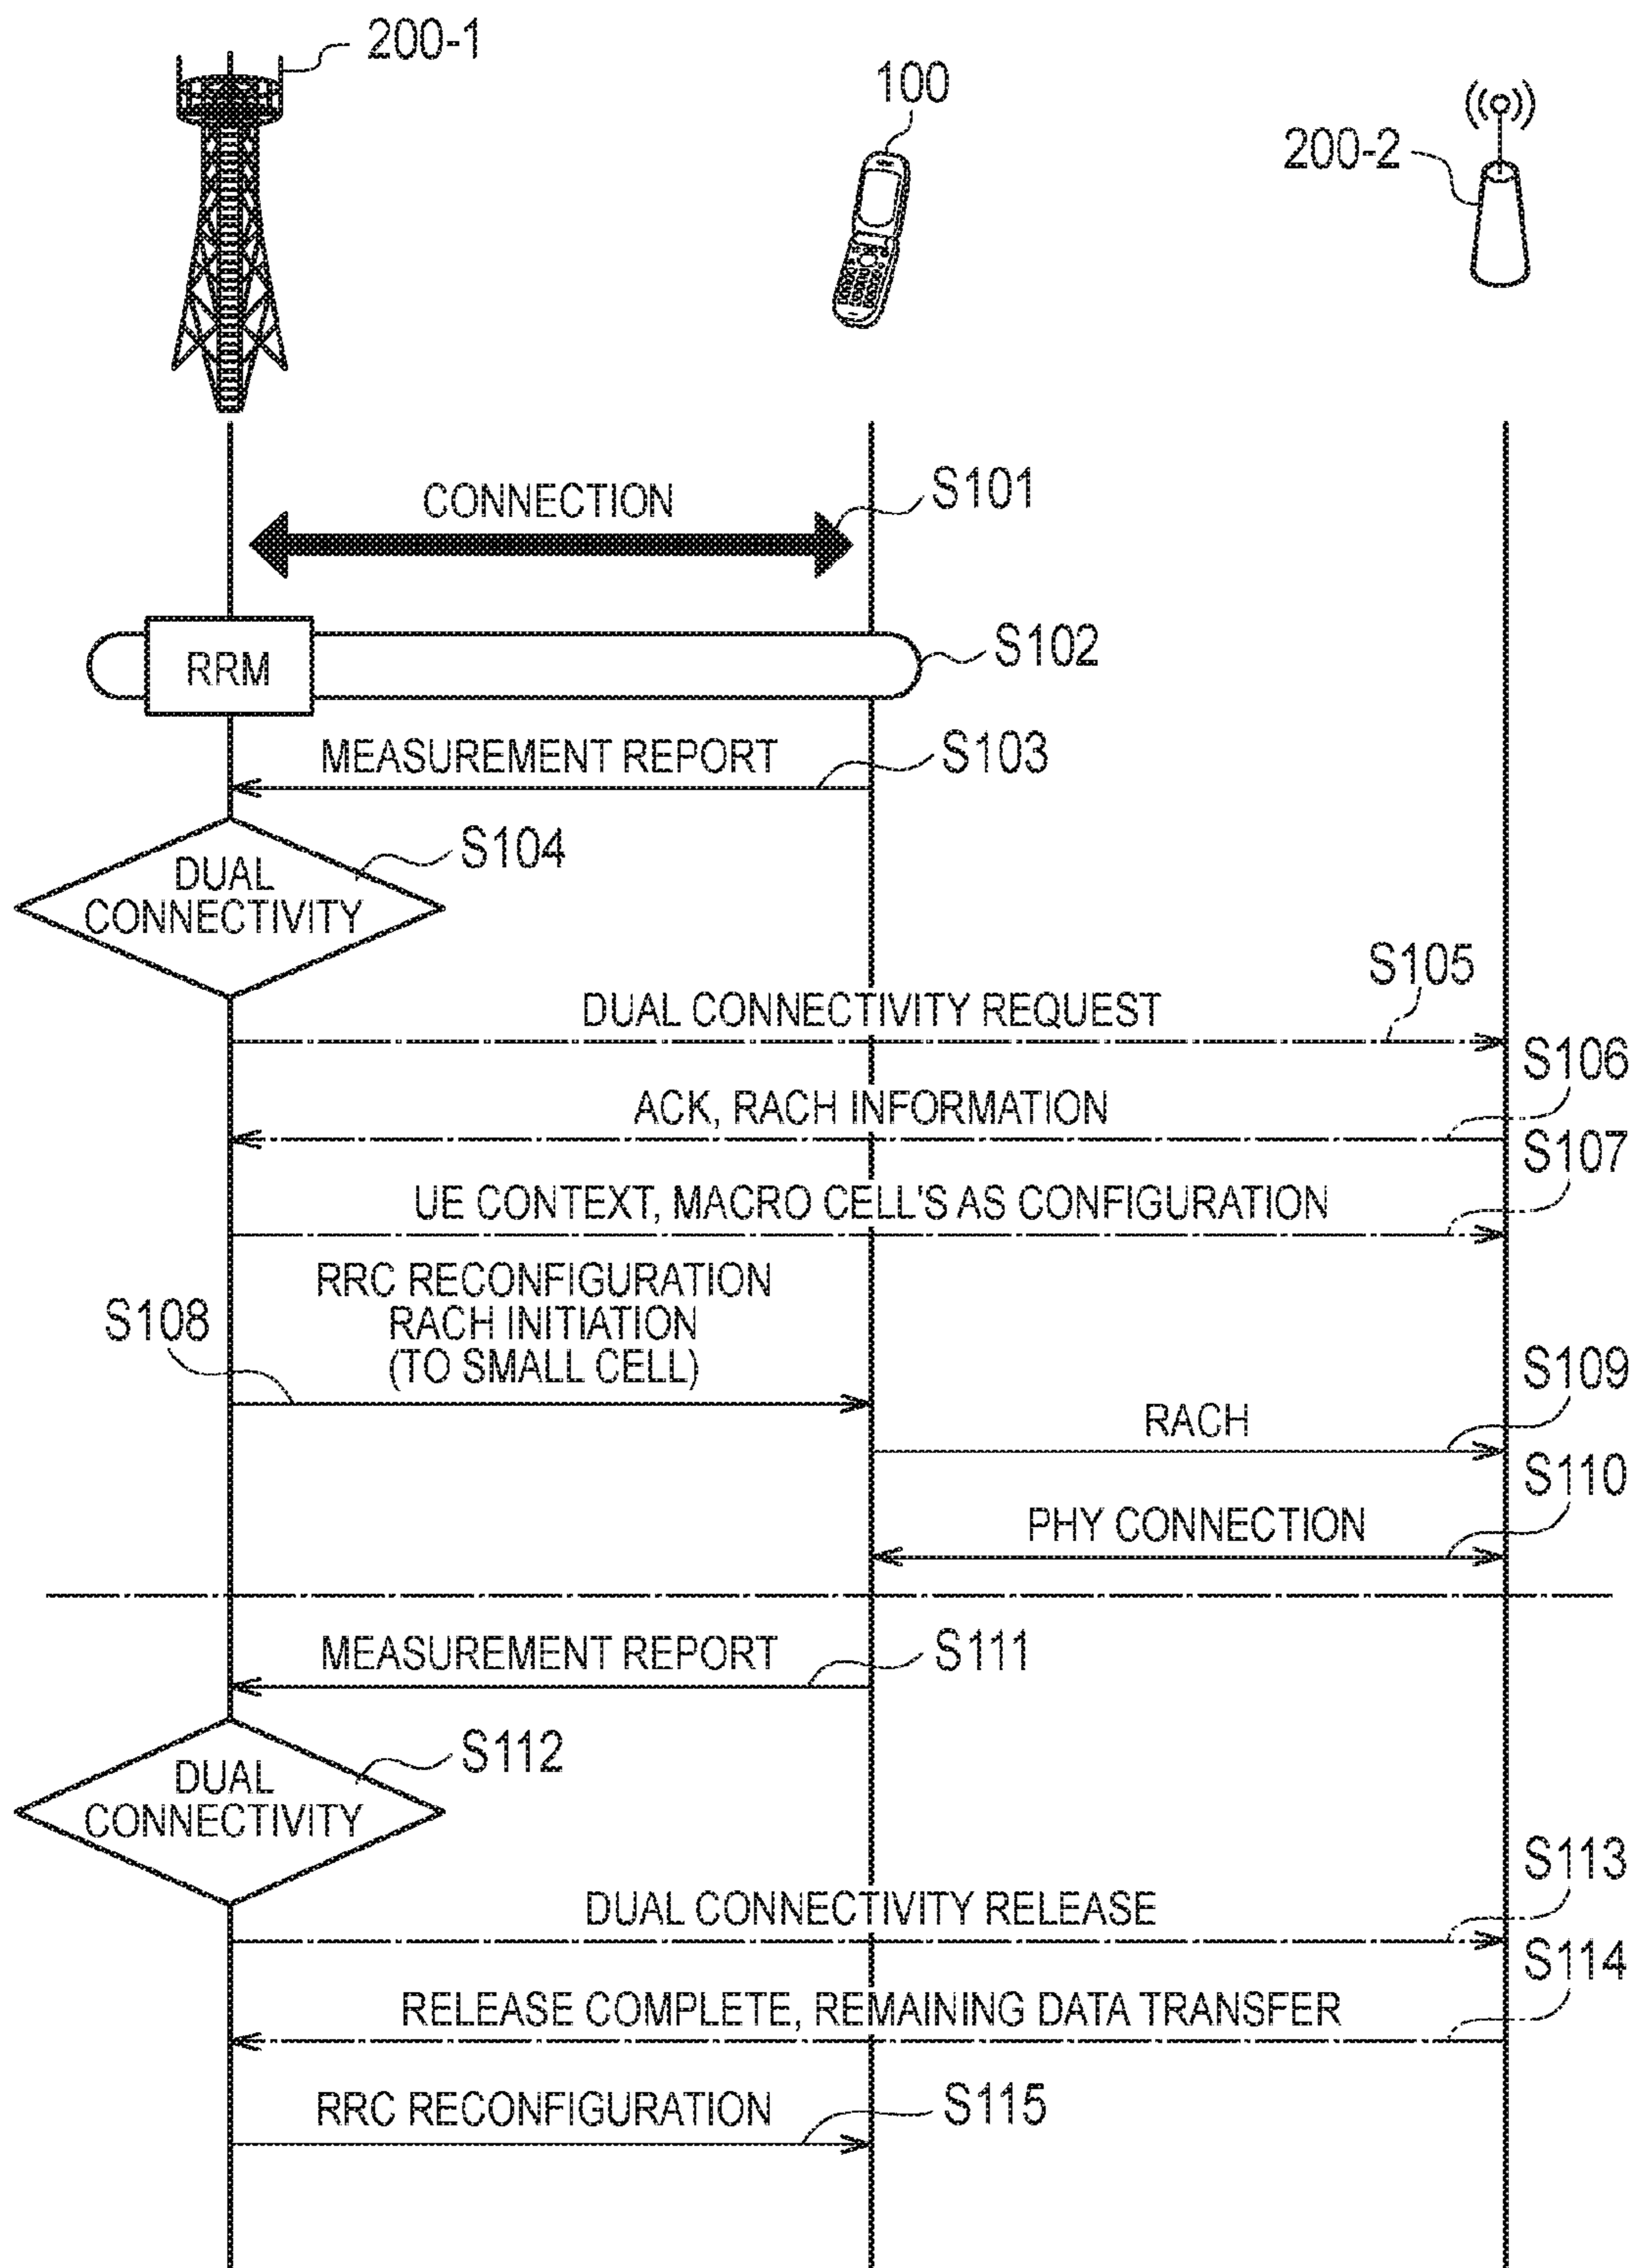 200-1
100
200-2
CONNECTION
S101
RRM
S102
MEASUREMENT REPORT
S103
DUAL
CONNECTIVITY
S104
DUAL CONNECTIVITY REQUEST
S105
ACK, RACH INFORMATION
S106
UE CONTEXT, MACRO CELL'S AS CONFIGURATION
S107
RRC RECONFIGURATION
RACH INITIATION
(TO SMALL CELL)
S108
RACH
S109
PHY CONNECTION
S110
MEASUREMENT REPORT
S111
DUAL
CONNECTIVITY
S112
DUAL CONNECTIVITY RELEASE
S113
RELEASE COMPLETE, REMAINING DATA TRANSFER
S114
RRC RECONFIGURATION
S115